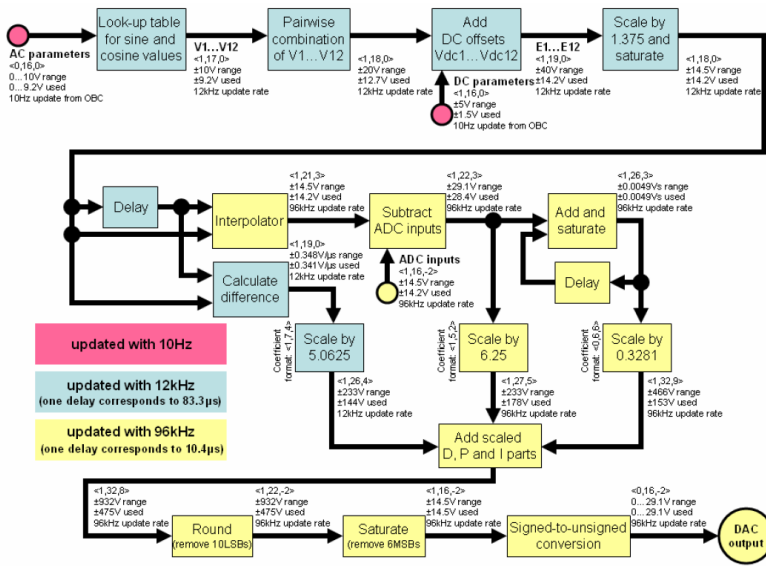 Look-up table
for sine and
cosine values
AC parameters
<0,16,0>
0...10V range
0...9.2V used
10Hz update from OBC
V1...V12
<1,17,0>
±10V range
±9.2V used
12kHz update rate
Pairwise
combination
of V1...V12
<1,18,0>
±20V range
±12.7V used
12kHz update rate
Add
DC offsets
Vdc1...Vdc12
DC parameters
<1,16,0>
±5V range
±1.5V used
10Hz update from OBC
E1...E12
<1,19,0>
±40V range
±14.2V used
12kHz update rate
Scale by
1.375 and
saturate
<1,18,0>
±14.5V range
±14.2V used
12kHz update rate
Delay
Interpolator
<1,21,3>
±14.5V range
±14.2V used
96kHz update rate
Subtract
ADC inputs
<1,22,3>
±29.1V range
±28.4V used
96kHz update rate
Add and
saturate
<1,26,3>
±0.0049Vs range
±0.0049Vs used
96kHz update rate
Calculate
difference
<1,19,0>
±0.348V/µs range
±0.341V/µs used
12kHz update rate
ADC inputs
<1,16,-2>
±14.5V range
±14.2V used
96kHz update rate
Delay
Coefficient
format: <1,7,4>
Scale by
5.0625
Coefficient
format: <1,5,2>
Scale by
6.25
Coefficient
format: <0,6,6>
Scale by
0.3281
updated with 10Hz
updated with 12kHz
(one delay corresponds to 83.3µs)
updated with 96kHz
(one delay corresponds to 10.4µs)
<1,26,4>
±233V range
±144V used
12kHz update rate
<1,27,5>
±233V range
±178V used
96kHz update rate
<1,32,9>
±466V range
±153V used
96kHz update rate
Add scaled
D, P and I parts
<1,32,8>
±932V range
±475V used
96kHz update rate
Round
(remove 10LSBs)
<1,22,-2>
±932V range
±475V used
96kHz update rate
Saturate
(remove 6MSBs
<1,16,-2>
±14.5V range
±14.5V used
96kHz update rate
Signed-to-unsigned
conversion
<0,16,-2>
0...29.1V range
0...29.1V used
96kHz update rate
DAC
output